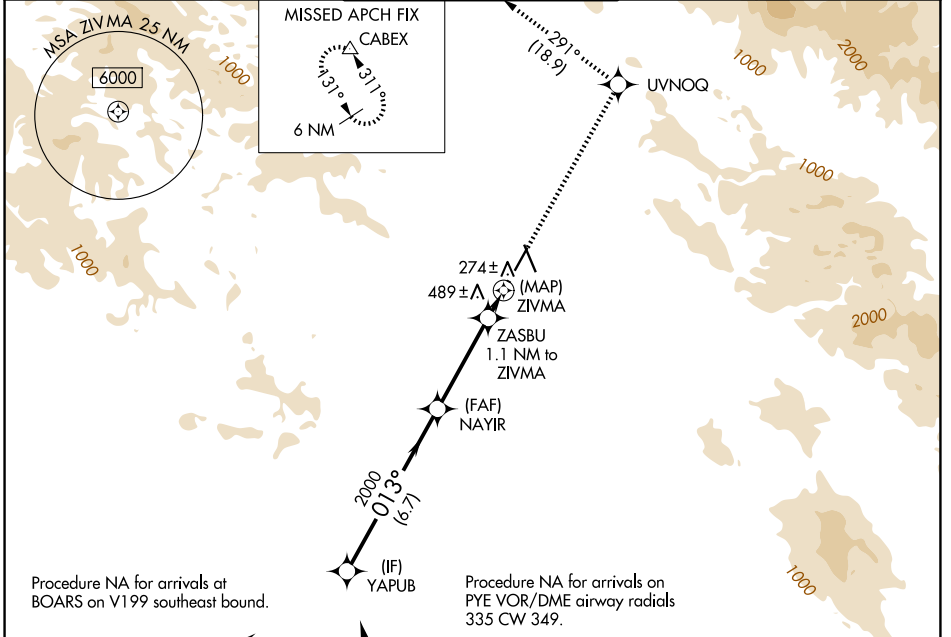 MSA ZIVMA 25 NM
6000
1000
MISSED APCH FIX
CABEX
131°
311°
6 NM
291°
(18.9)
UVNOQ
1000
2000
1000
1000
274±
489±
(MAP)
ZIVMA
ZASBU
1.1 NM to
ZIVMA
2000
(FAF)
NAYIR
2000
013°
(6.7)
(IF)
YAPUB
1000
Procedure NA for arrivals at
BOARS on V199 southeast bound.
Procedure NA for arrivals on
PYE VOR/DME airway radials
335 CW 349.